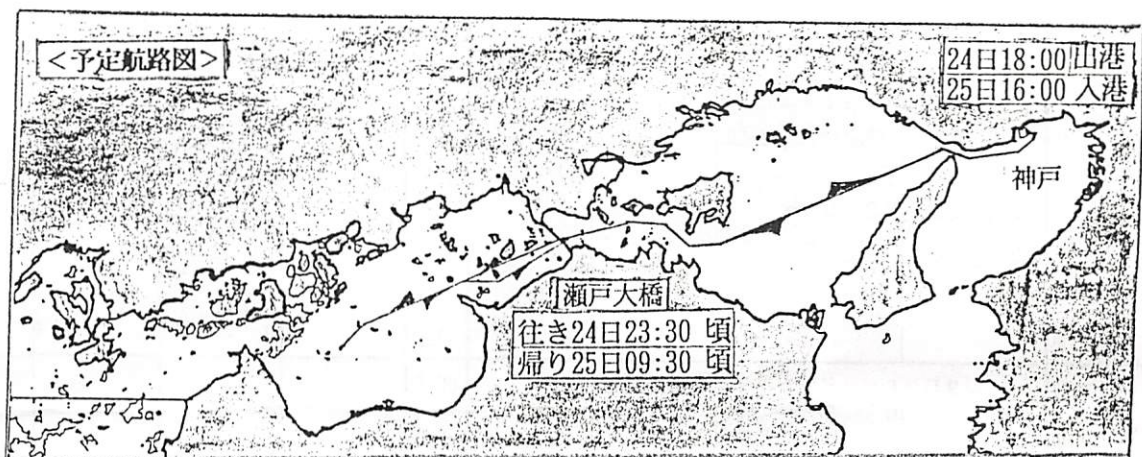 <予定航路図>
24日18:00 出港
25日16:00 入港
神戸
瀬戸大橋
往き24日23:30 頃
帰り25日09:30 頃